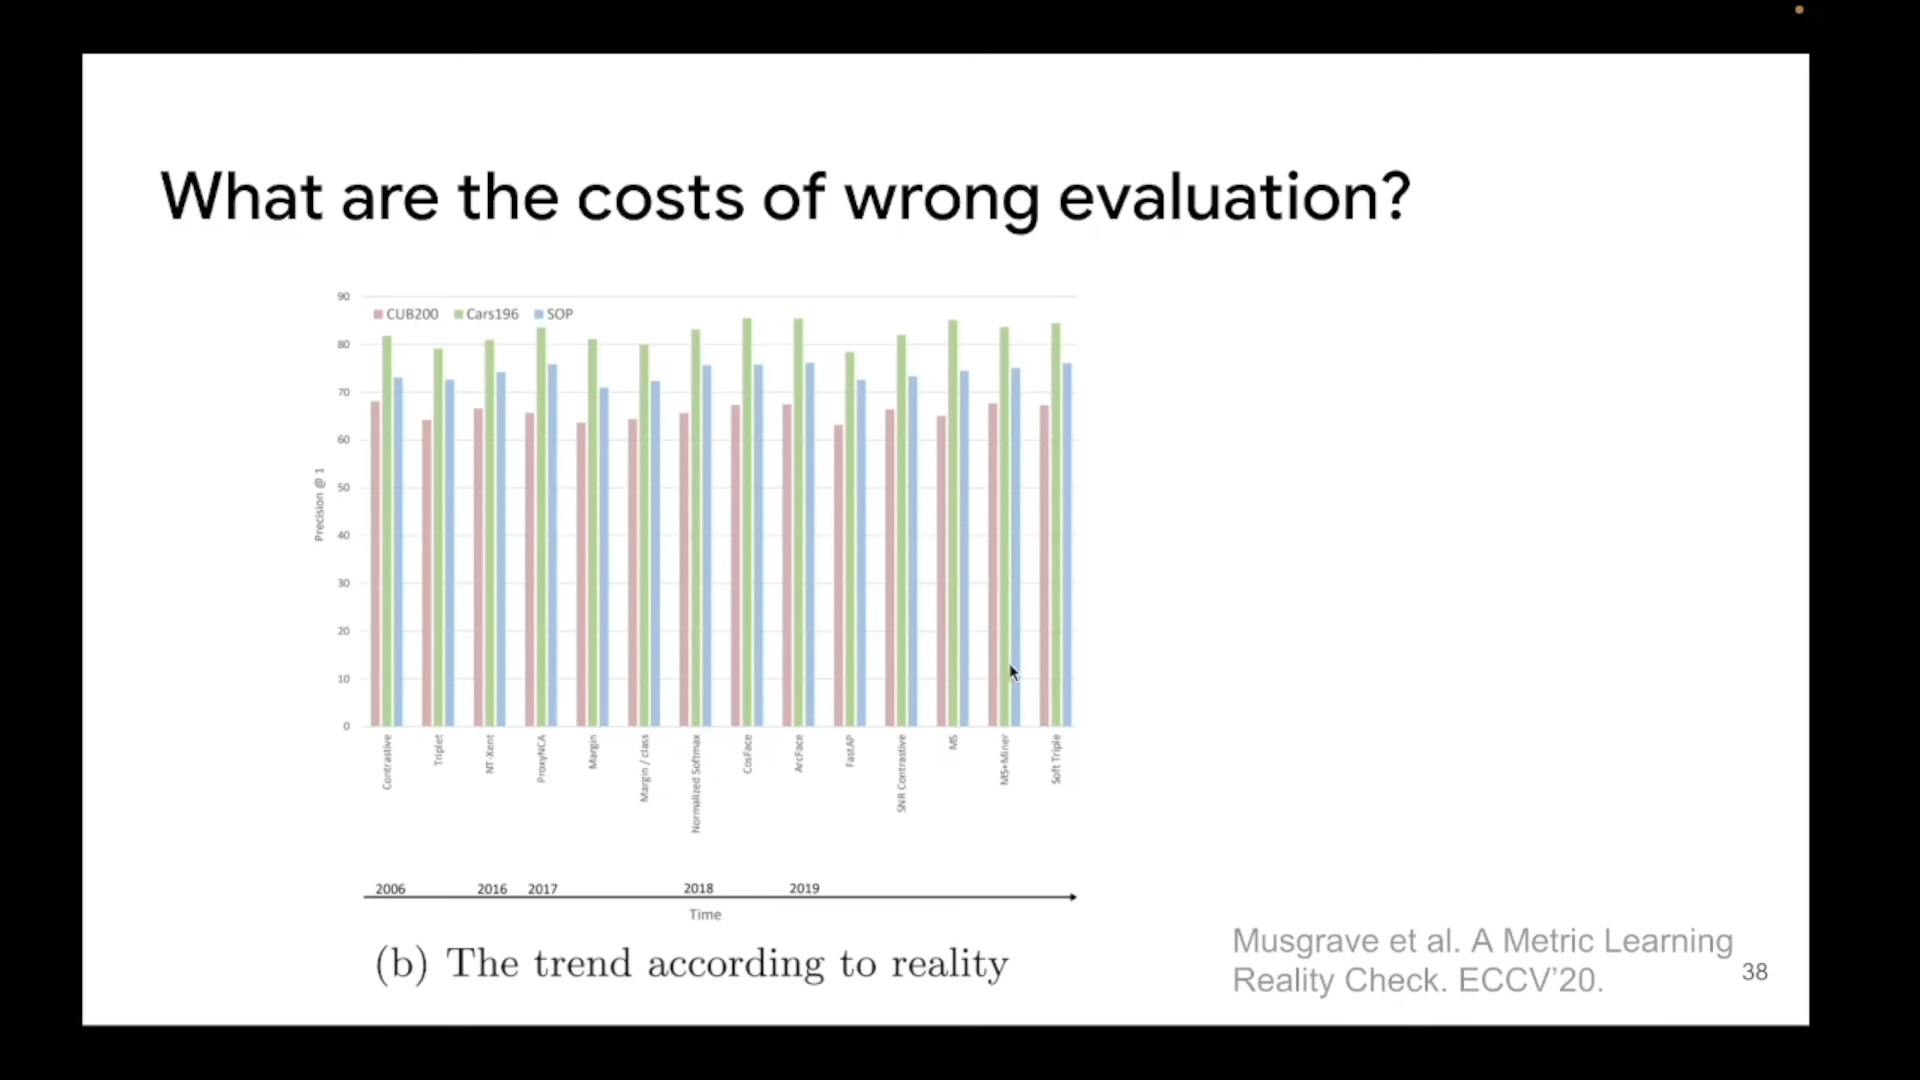 What are the costs of wrong evaluation?
CUB200 Cars196 SOP
90
80
70
60
50
40
30
20
10
0
Precision @ 1
Contrastive
Triplet
NT-Xent
ProxyNCA
Margin
Margin / class
Normalized Softmax
CosFace
ArcFace
FastAP
SNR Contrastive
MS
MS+Miner
Soft Triple
2006 2016 2017 2018 2019
Time
(b) The trend according to reality
Musgrave et al. A Metric Learning
Reality Check. ECCV'20.
38